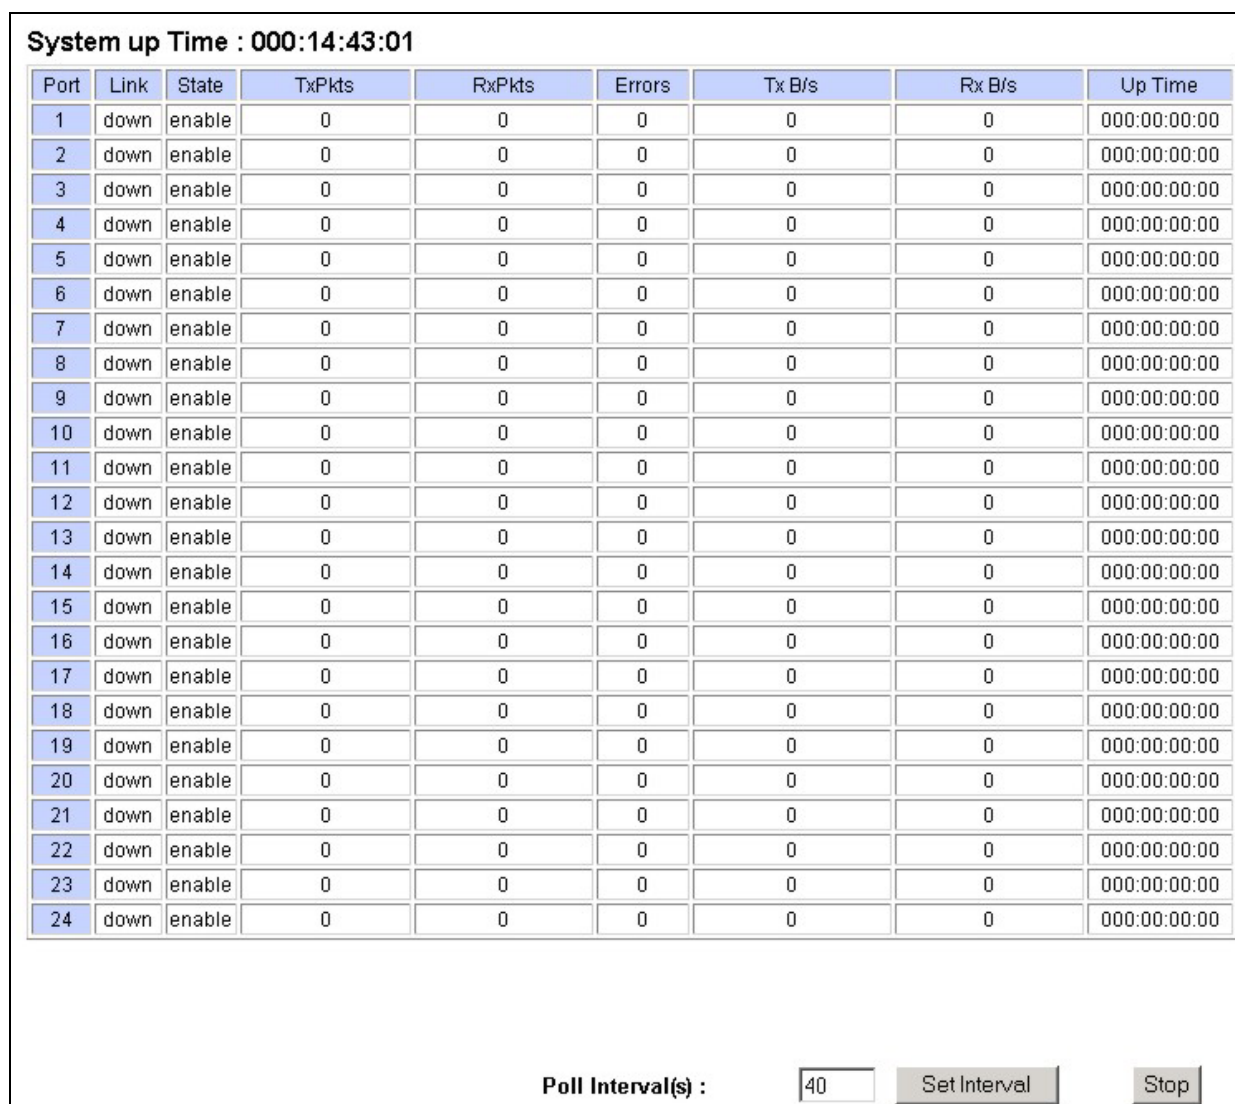 System up Time : 000:14:43:01
Port Link State TxPkts RxPkts Errors Tx B/s Rx B/s Up Time
1 down enable 0 0 0 0 0 000:00:00:00
2 down enable 0 0 0 0 0 000:00:00:00
3 down enable 0 0 0 0 0 000:00:00:00
4 down enable 0 0 0 0 0 000:00:00:00
5 down enable 0 0 0 0 0 000:00:00:00
6 down enable 0 0 0 0 0 000:00:00:00
7 down enable 0 0 0 0 0 000:00:00:00
8 down enable 0 0 0 0 0 000:00:00:00
9 down enable 0 0 0 0 0 000:00:00:00
10 down enable 0 0 0 0 0 000:00:00:00
11 down enable 0 0 0 0 0 000:00:00:00
12 down enable 0 0 0 0 0 000:00:00:00
13 down enable 0 0 0 0 0 000:00:00:00
14 down enable 0 0 0 0 0 000:00:00:00
15 down enable 0 0 0 0 0 000:00:00:00
16 down enable 0 0 0 0 0 000:00:00:00
17 down enable 0 0 0 0 0 000:00:00:00
18 down enable 0 0 0 0 0 000:00:00:00
19 down enable 0 0 0 0 0 000:00:00:00
20 down enable 0 0 0 0 0 000:00:00:00
21 down enable 0 0 0 0 0 000:00:00:00
22 down enable 0 0 0 0 0 000:00:00:00
23 down enable 0 0 0 0 0 000:00:00:00
24 down enable 0 0 0 0 0 000:00:00:00
Poll Interval(s) : 40 Set Interval Stop